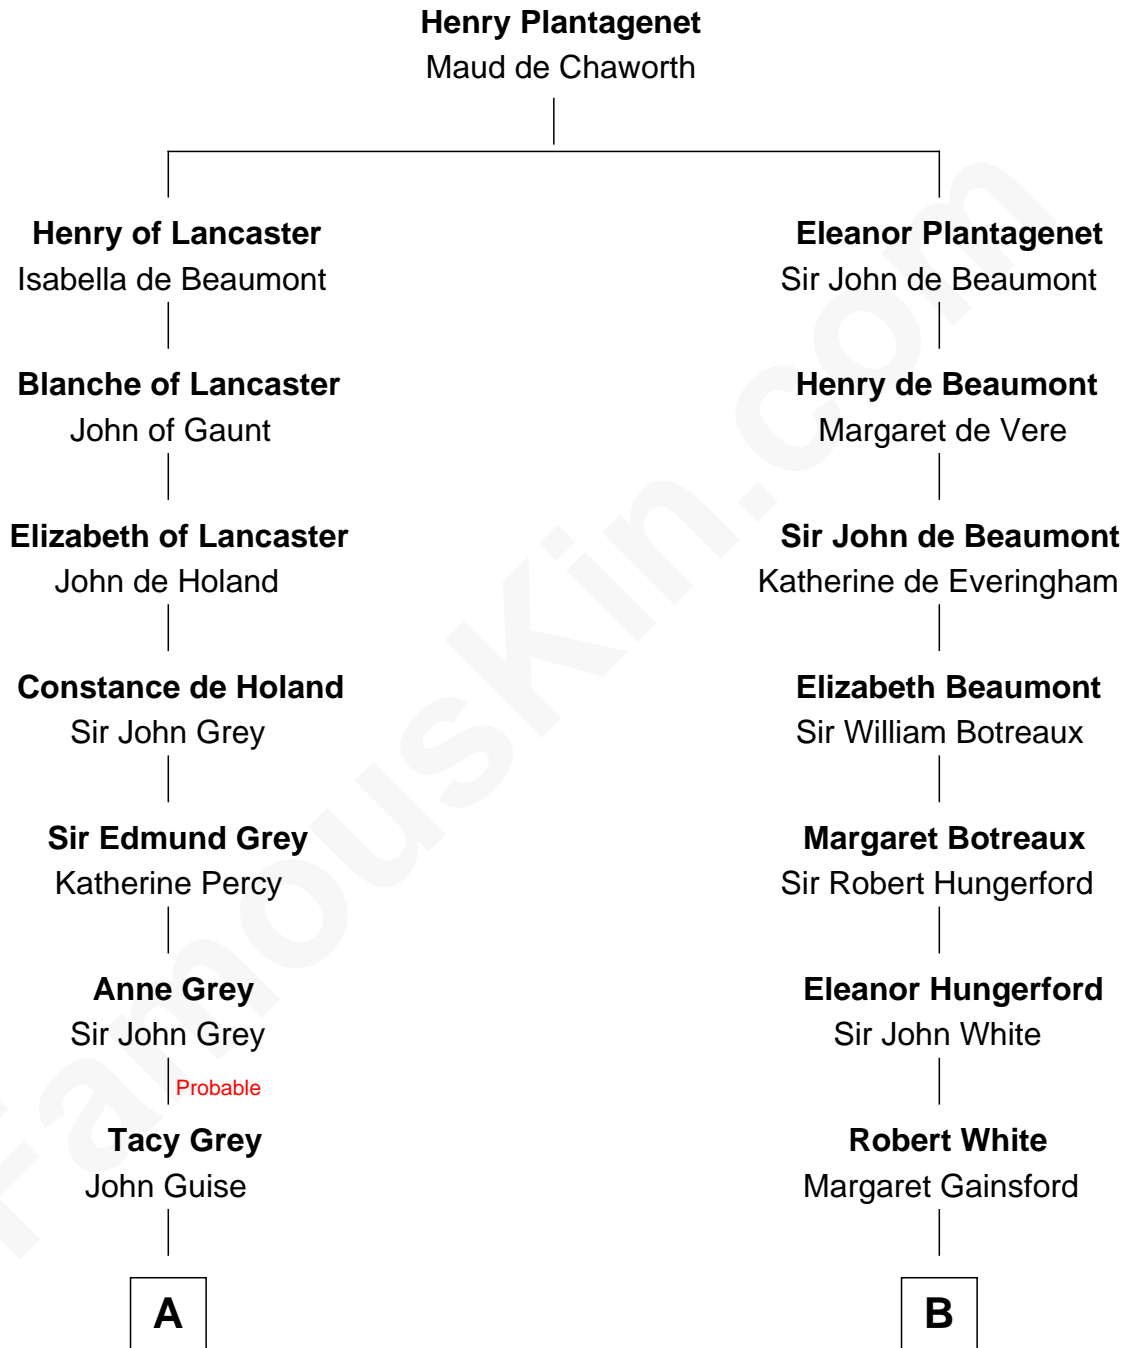 Henry Plantagenet
Maud de Chaworth
Henry of Lancaster
Isabella de Beaumont
Eleanor Plantagenet
Sir John de Beaumont
Blanche of Lancaster
John of Gaunt
Henry de Beaumont
Margaret de Vere
Elizabeth of Lancaster
John de Holand
Sir John de Beaumont
Katherine de Everingham
Constance de Holand
Sir John Grey
Elizabeth Beaumont
Sir William Botreaux
Sir Edmund Grey
Katherine Percy
Margaret Botreaux
Sir Robert Hungerford
Anne Grey
Sir John Grey
Eleanor Hungerford
Sir John White
Probable
Tacy Grey
John Guise
Robert White
Margaret Gainsford
A
B
FamousKin.com